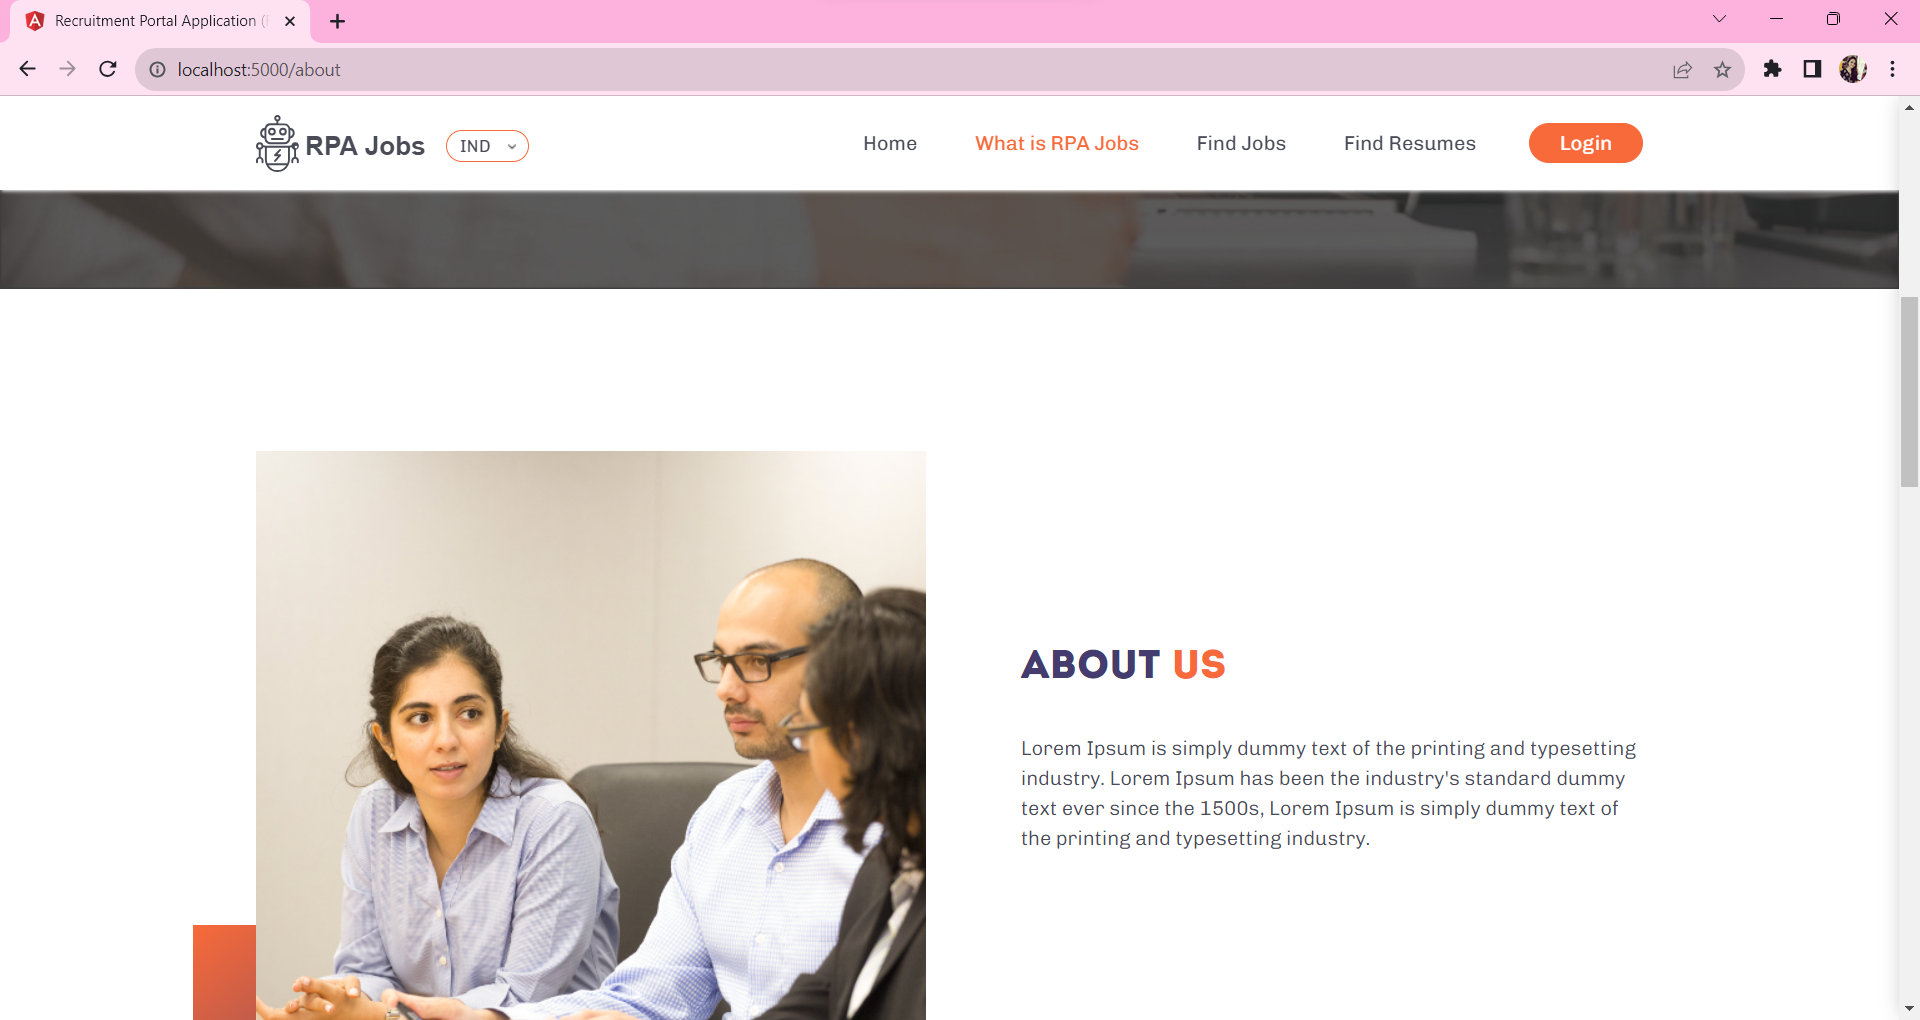 Recruitment Portal Application (
localhost:5000/about
RPA Jobs
IND
Home
What is RPA Jobs
Find Jobs
Find Resumes
Login
ABOUT US
Lorem Ipsum is simply dummy text of the printing and typesetting
industry. Lorem Ipsum has been the industry's standard dummy
text ever since the 1500s, Lorem Ipsum is simply dummy text of
the printing and typesetting industry.